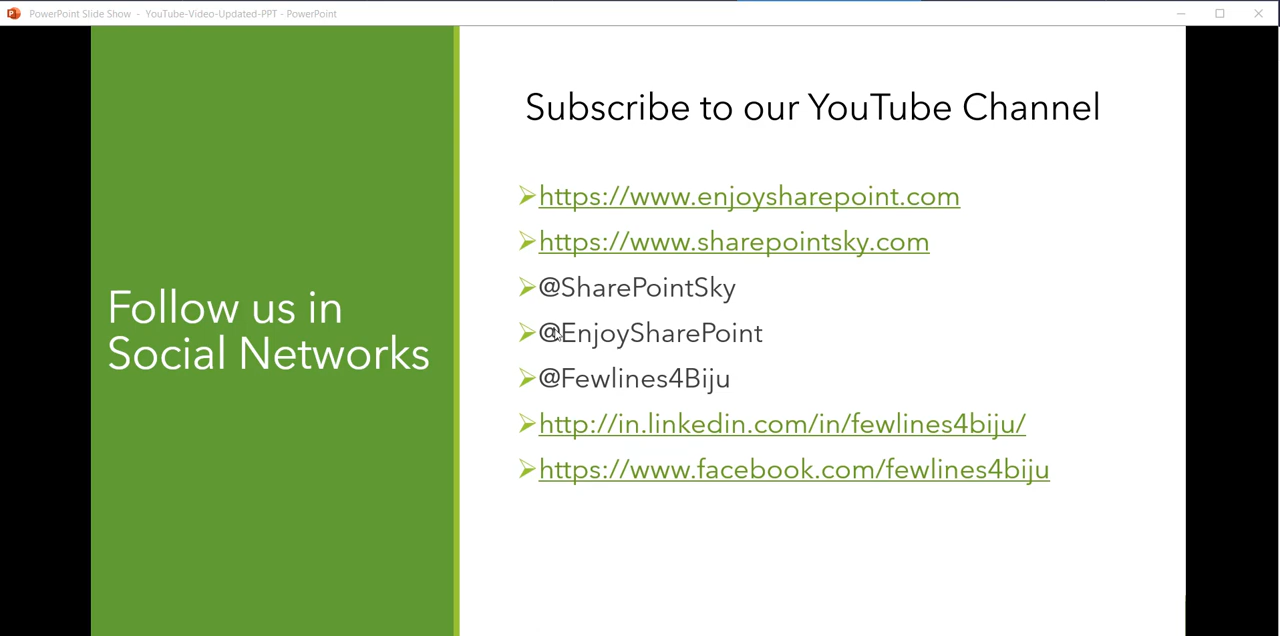 PowerPoint Slide Show - YouTube-Video-Updated-PPT - PowerPoint
Follow us in
Social Networks
Subscribe to our YouTube Channel
https://www.enjoysharepoint.com
https://www.sharepointsky.com
@SharePointSky
@EnjoySharePoint
@Fewlines4Biju
http://in.linkedin.com/in/fewlines4biju/
https://www.facebook.com/fewlines4biju